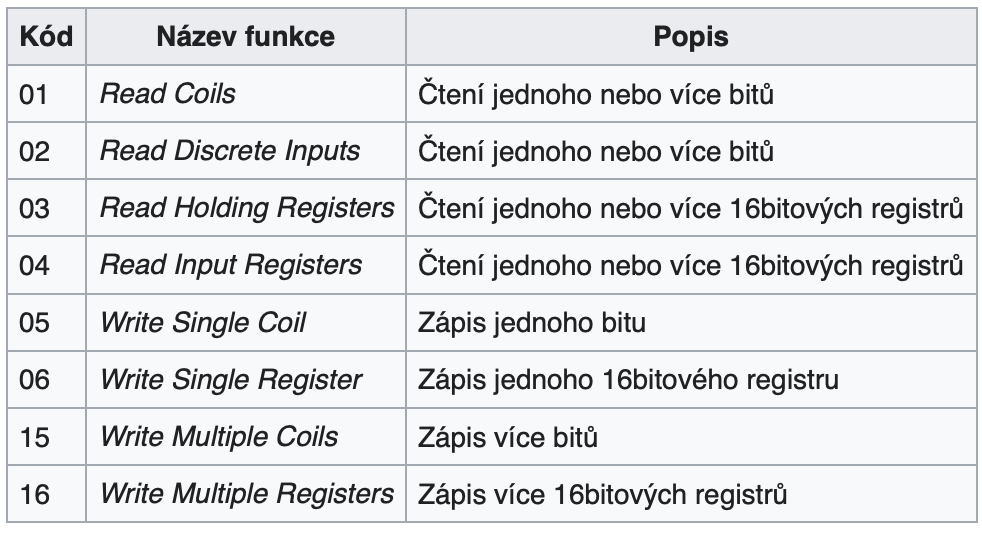 Kód Název funkce Popis
01 Read Coils Čtení jednoho nebo více bitů
02 Read Discrete Inputs Čtení jednoho nebo více bitů
03 Read Holding Registers Čtení jednoho nebo více 16bitových registrů
04 Read Input Registers Čtení jednoho nebo více 16bitových registrů
05 Write Single Coil Zápis jednoho bitu
06 Write Single Register Zápis jednoho 16bitového registru
15 Write Multiple Coils Zápis více bitů
16 Write Multiple Registers Zápis více 16bitových registrů